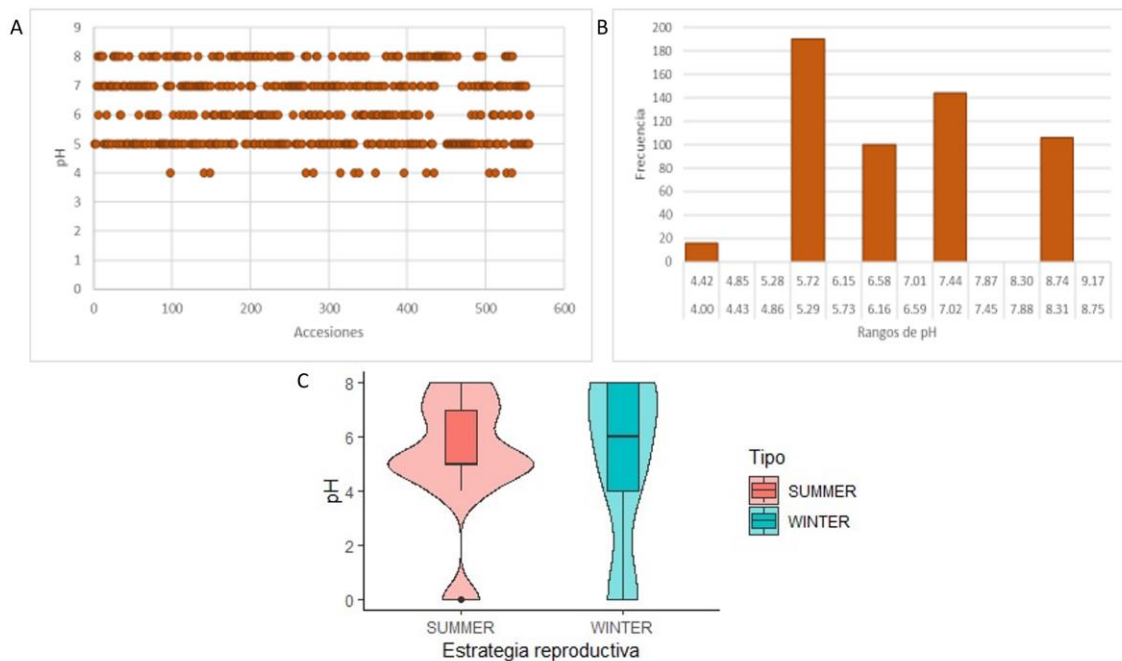 A
pH
9
8
7
6
5
4
3
2
1
0
0 100 200 300 400 500 600
Accesiones
B
Frecuencia
200
180
160
140
120
100
80
60
40
20
0
4.42 4.85 5.28 5.72 6.15 6.58 7.01 7.44 7.87 8.30 8.74 9.17
4.00 4.43 4.86 5.29 5.73 6.16 6.59 7.02 7.45 7.88 8.31 8.75
Rangos de pH
C
pH
8
6
4
2
0
SUMMER WINTER
Estrategia reproductiva
Tipo
SUMMER
WINTER